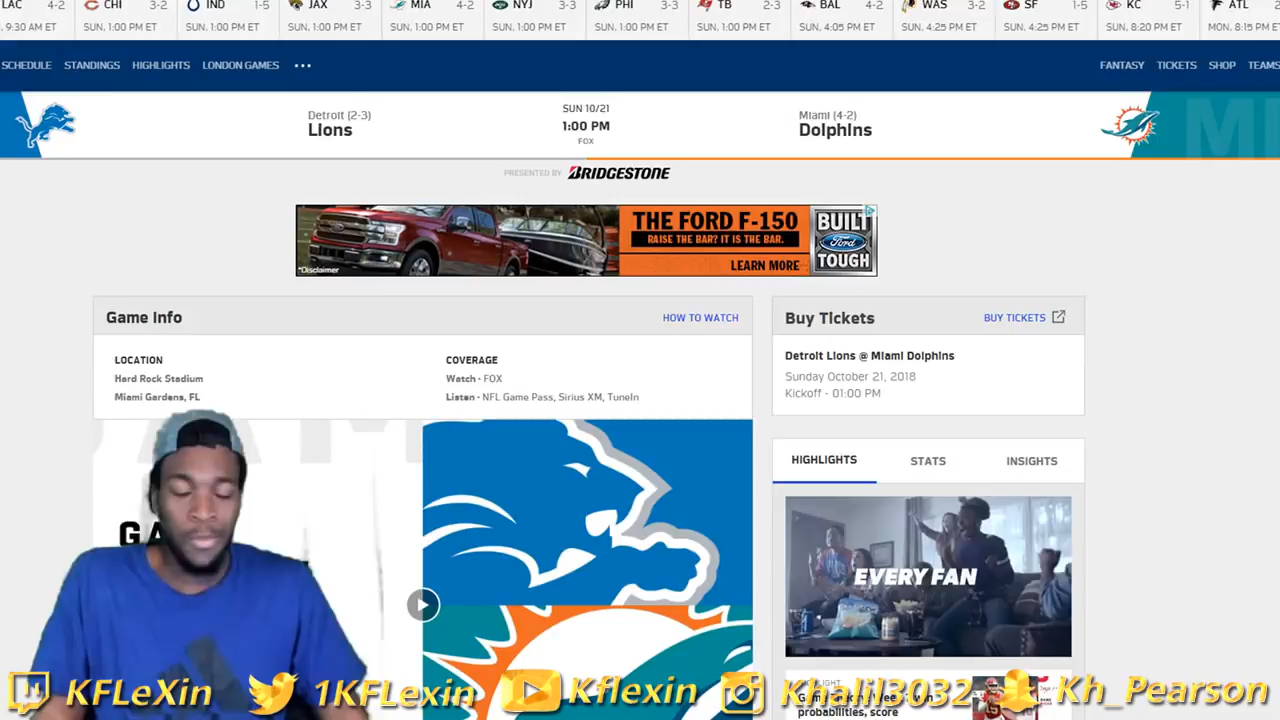 LAC 4-2 CHI 3-2 IND 1-5 JAX 3-3 MIA 4-2 NYJ 3-3 PHI 3-3 TB 2-3 BAL 4-2 WAS 3-2 SF 1-5 KC 5-1 ATL
, 9:30 AM ET SUN, 1:00 PM ET SUN, 1:00 PM ET SUN, 1:00 PM ET SUN, 1:00 PM ET SUN, 1:00 PM ET SUN, 1:00 PM ET SUN, 1:00 PM ET SUN, 4:05 PM ET SUN, 4:25 PM ET SUN, 4:25 PM ET SUN, 8:20 PM ET MON, 8:15 PM
SCHEDULE STANDINGS HIGHLIGHTS LONDON GAMES ••• FANTASY TICKETS SHOP TEAMS
Detroit (2-3)
Lions
SUN 10/21
1:00 PM
FOX
Miami (4-2)
Dolphins
MI
PRESENTED BY BRIDGESTONE
THE FORD F-150
RAISE THE BAR? IT IS THE BAR.
LEARN MORE
*Disclaimer
BUILT
Ford
TOUGH
Game Info HOW TO WATCH
LOCATION
Hard Rock Stadium
Miami Gardens, FL
COVERAGE
Watch • FOX
Listen • NFL Game Pass, Sirius XM, TuneIn
Buy Tickets BUY TICKETS
Detroit Lions @ Miami Dolphins
Sunday October 21, 2018
Kickoff - 01:00 PM
HIGHLIGHTS STATS INSIGHTS
EVERY FAN
HIGHLIGHT
probabilities, score
KFLeXin 1KFLexin Kflexin Khalil3032 Kh_Pearson